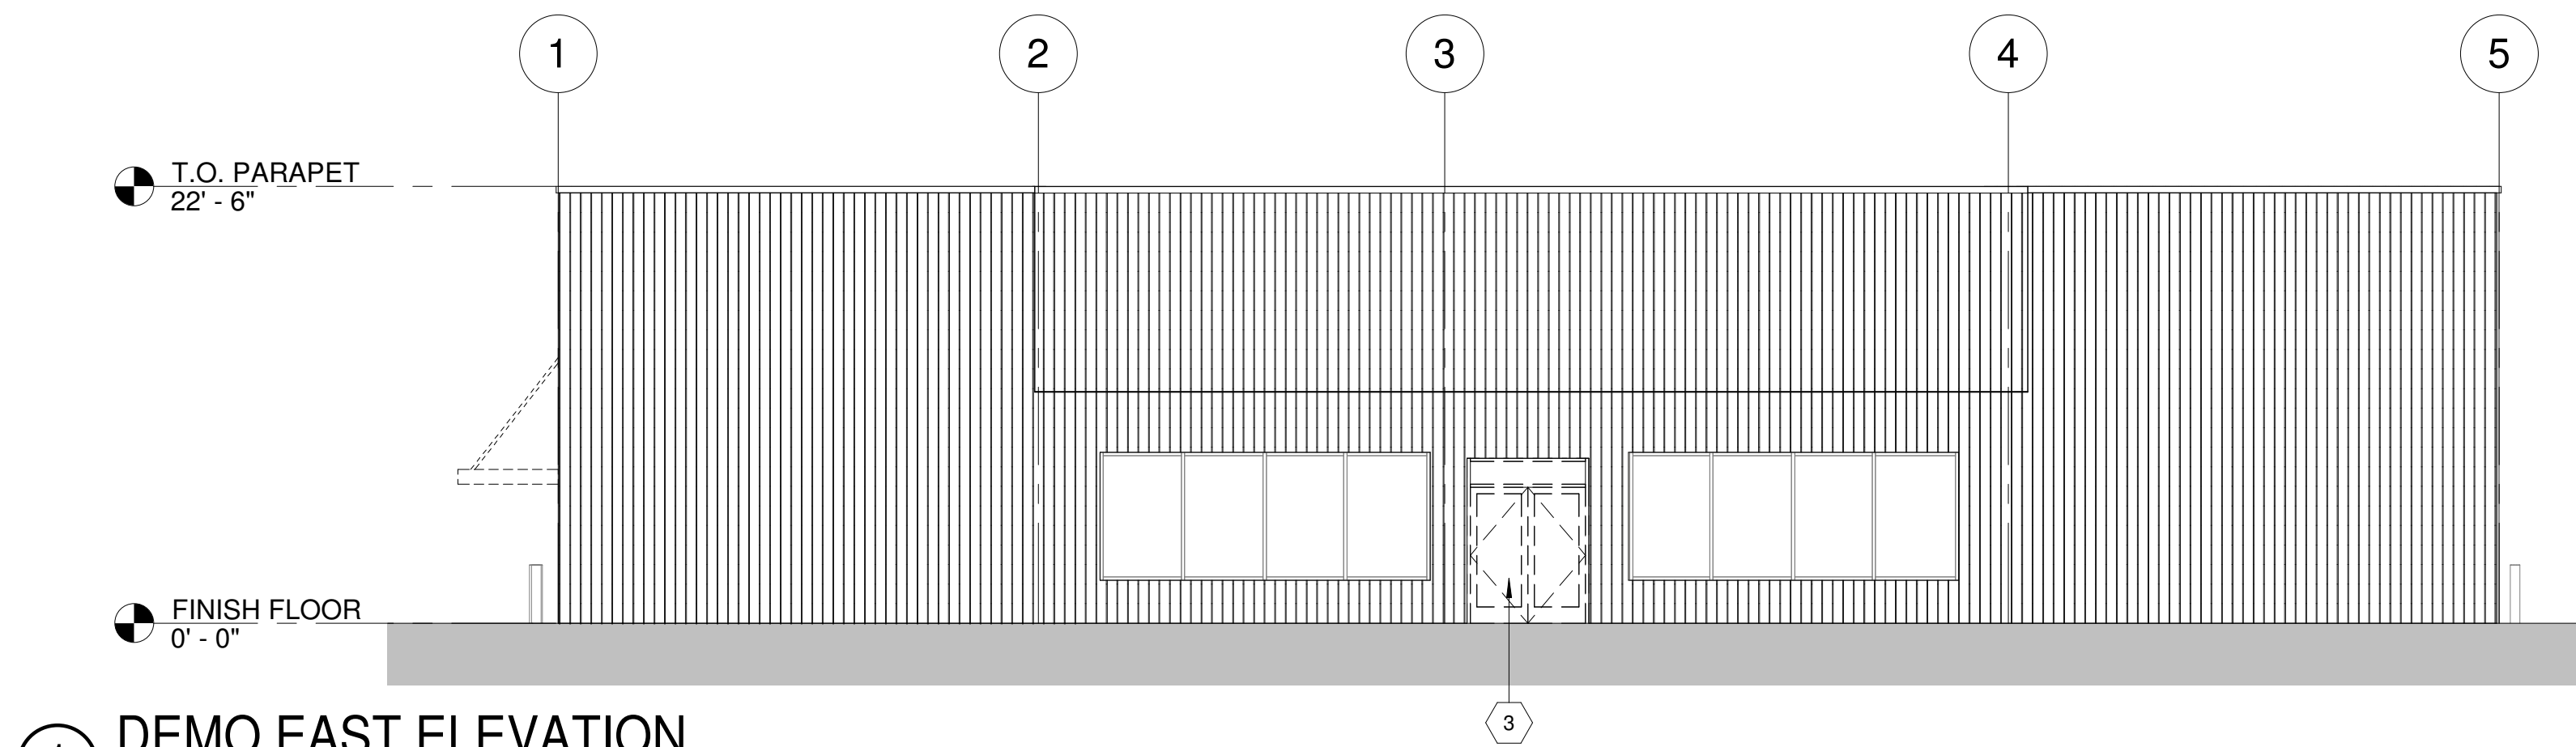 1 2 3 4 5
T.O. PARAPET
22' - 6"
FINISH FLOOR
0' - 0"
3
DEMO EAST ELEVATION